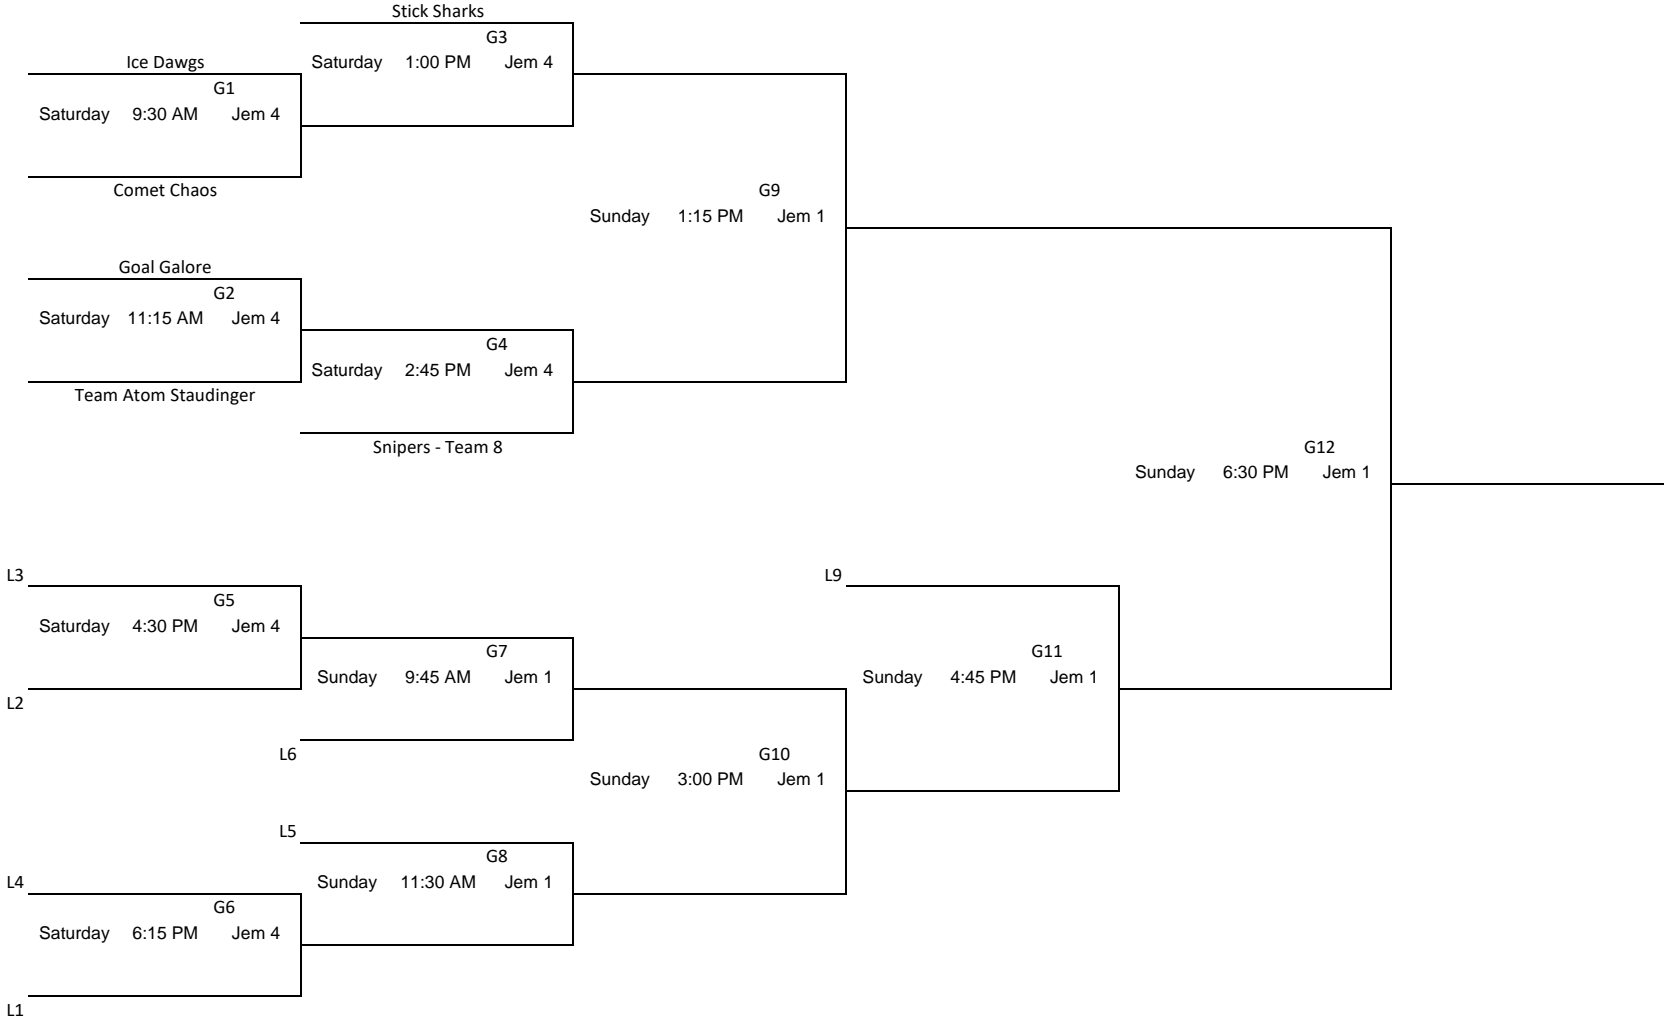 Stick Sharks
G3
Ice Dawgs
Saturday 1:00 PM Jem 4
G1
Saturday 9:30 AM Jem 4
Comet Chaos
G9
Sunday 1:15 PM Jem 1
Goal Galore
G2
Saturday 11:15 AM Jem 4
G4
Saturday 2:45 PM Jem 4
Team Atom Staudinger
Snipers - Team 8
G12
Sunday 6:30 PM Jem 1
L3
L9
G5
Saturday 4:30 PM Jem 4
G7
G11
Sunday 9:45 AM Jem 1
Sunday 4:45 PM Jem 1
L2
L6
G10
Sunday 3:00 PM Jem 1
L5
G8
L4
Sunday 11:30 AM Jem 1
G6
Saturday 6:15 PM Jem 4
L1